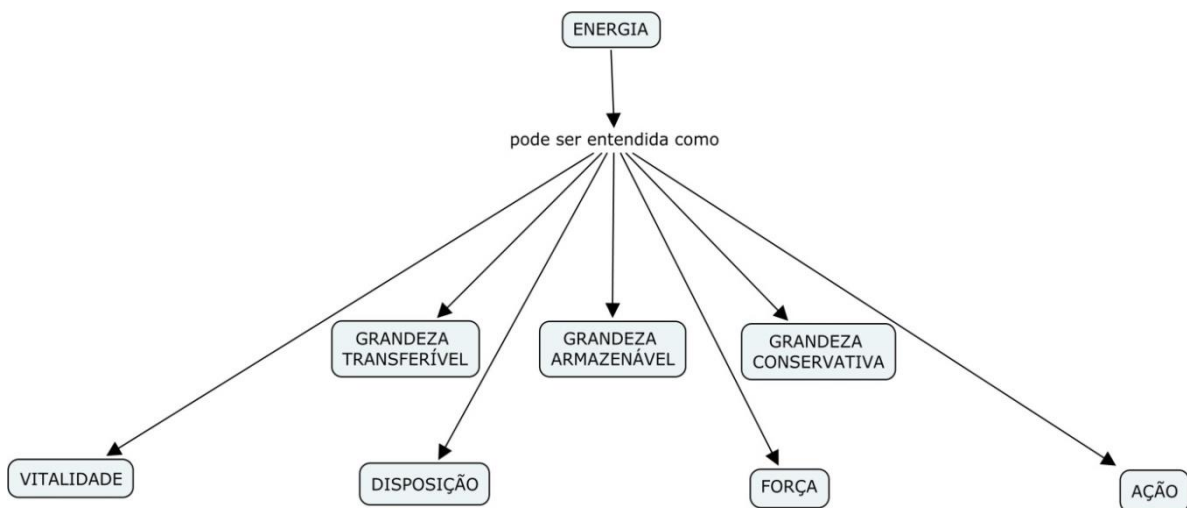 ENERGIA
pode ser entendida como
GRANDEZA
TRANSFERÍVEL
GRANDEZA
ARMAZENÁVEL
GRANDEZA
CONSERVATIVA
VITALIDADE
DISPOSIÇÃO
FORÇA
AÇÃO